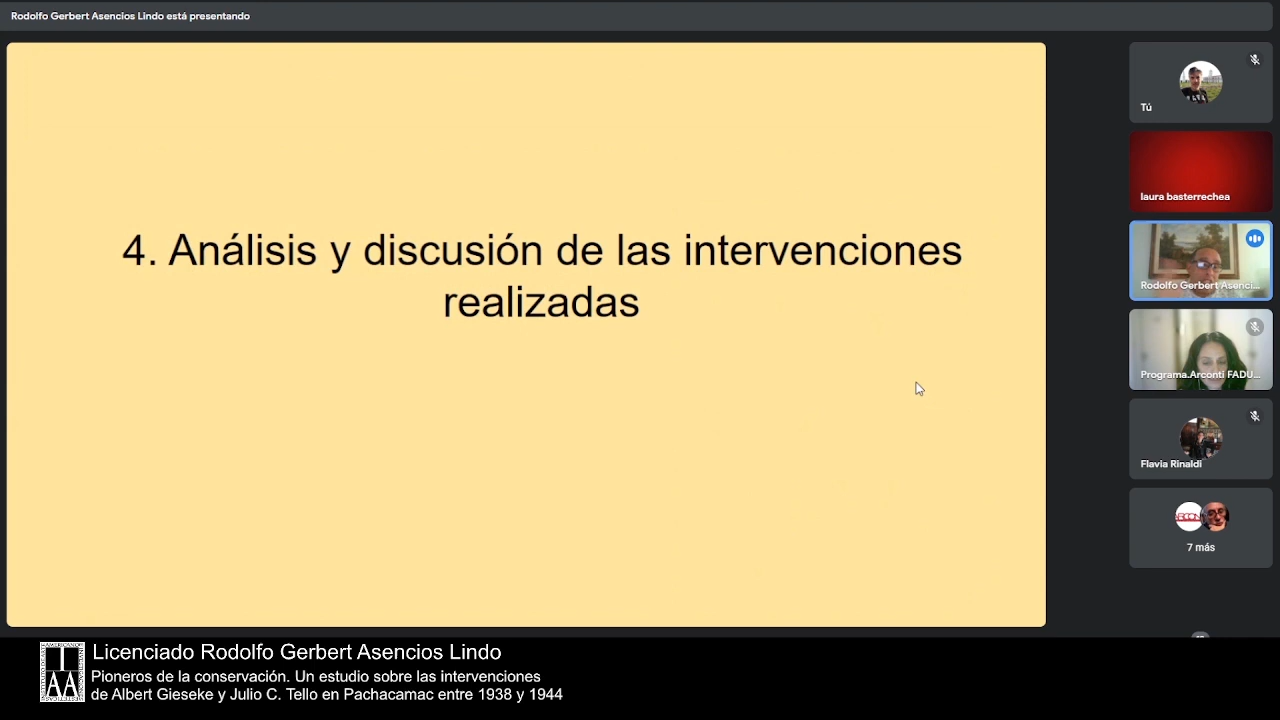 Rodolfo Gerbert Asencios Lindo está presentando
4. Análisis y discusión de las intervenciones
realizadas
Tú
laura basterrechea
Rodolfo Gerbert Asenci...
Programa.Arconti FADU...
Flavia Rinaldi
7 más
Licenciado Rodolfo Gerbert Asencios Lindo
Pioneros de la conservación. Un estudio sobre las intervenciones
de Albert Gieseke y Julio C. Tello en Pachacamac entre 1938 y 1944
IAA